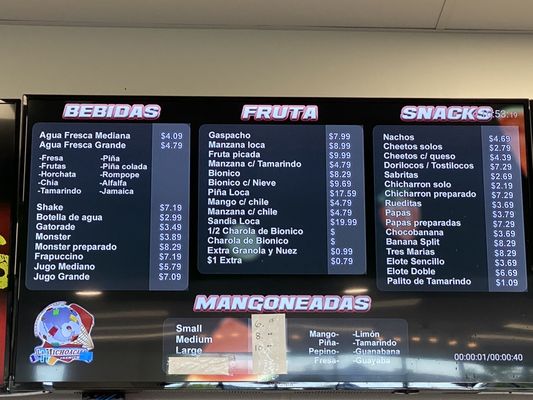 BEBIDAS
Agua Fresca Mediana $4.09
Agua Fresca Grande $4.79
-Fresa -Piña
-Frutas -Piña colada
-Horchata -Rompope
-Chia -Alfalfa
-Tamarindo -Jamaica
Shake $7.19
Botella de agua $2.99
Gatorade $3.49
Monster $3.89
Monster preparado $8.29
Frapuccino $7.19
Jugo Mediano $5.79
Jugo Grande $7.09
FRUTA
Gaspacho $7.99
Manzana loca $8.99
Fruta picada $9.99
Manzana c/ Tamarindo $4.79
Bionico $8.29
Bionico c/ Nieve $9.69
Piña Loca $17.59
Mango c/ chile $4.79
Manzana c/ chile $4.79
Sandia Loca $19.99
1/2 Charola de Bionico $
Charola de Bionico $
Extra Granola y Nuez $0.99
$1 Extra $0.79
SNACKS
Nachos $4.69
Cheetos solos $2.79
Cheetos c/ queso $4.39
Dorilocos / Tostilocos $7.29
Sabritas $2.69
Chicharron solo $2.19
Chicharron preparado $7.29
Rueditas $3.69
Papas $3.79
Papas preparadas $7.29
Chocobanana $3.69
Banana Split $8.29
Tres Marias $8.29
Elote Sencillo $3.69
Elote Doble $6.69
Palito de Tamarindo $1.09
MANGONEADAS
Small
Medium
Large
Mango- -Limón
Piña- -Tamarindo
Pepino- -Guanabana
Fresa- -Guayaba
00:00:01/00:00:40